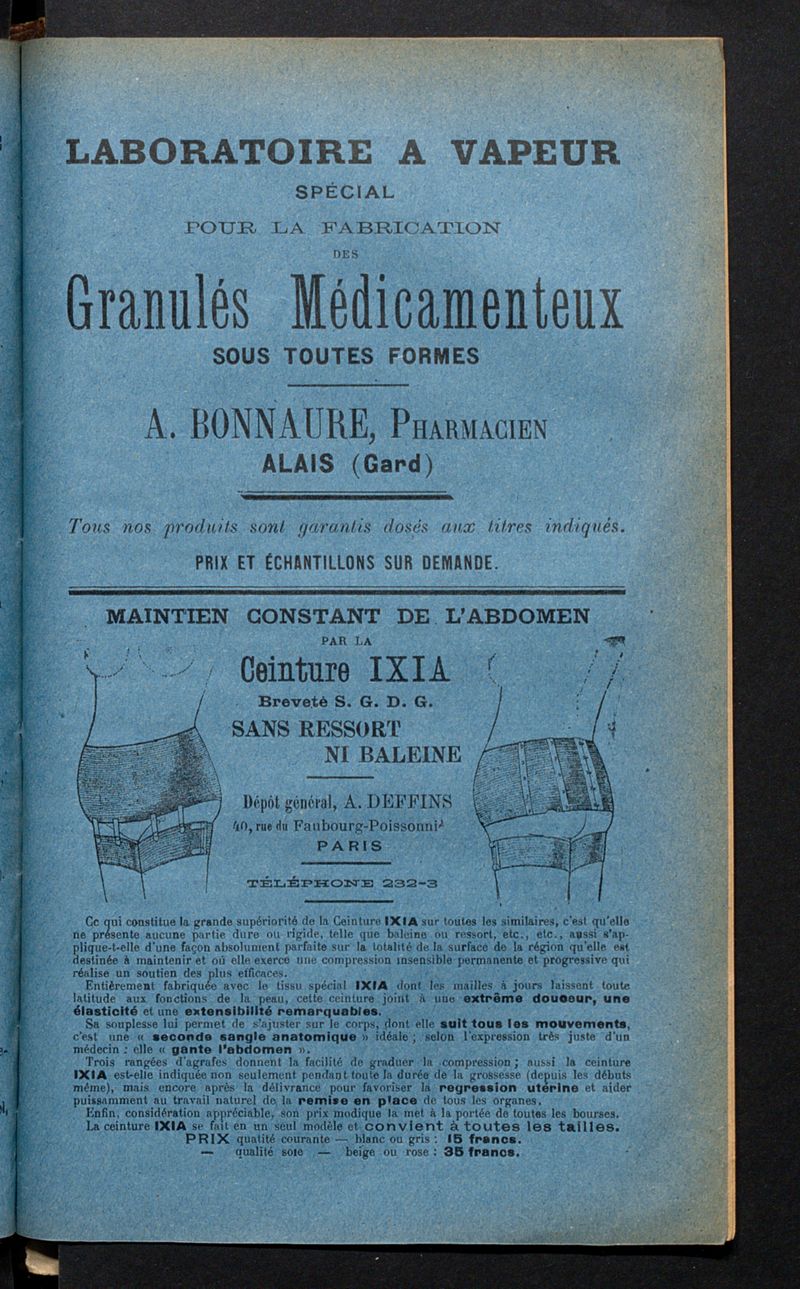 LABORATOIRE A VAPEUR
SPÉCIAL
POUR LA FABRICATION
DES
Granulés Médicamenteux
SOUS TOUTES FORMES
A. BONNAURE, PHARMACIEN
ALAIS (Gard)
Tous nos produits sont garantis dosés aux titres indiqués.
PRIX ET ÉCHANTILLONS SUR DEMANDE.
MAINTIEN CONSTANT DE L'ABDOMEN
PAR LA
Ceinture IXIA
Breveté S. G. D. G.
SANS RESSORT
NI BALEINE
Dépôt général, A. DEFFINS
40, rue du Faubourg-Poissonni
PARIS
TÉLÉPHONE 232-3
Ce qui constitue la grande supériorité de la Ceinture IXIA sur toutes les similaires, c'est qu'elle
ne présente aucune partie dure ou rigide, telle que baleine ou ressort, etc., etc., aussi s'ap-
plique-t-elle d'une façon absolument parfaite sur la totalité de la surface de la région qu'elle est
destinée à maintenir et où elle exerce une compression insensible permanente et progressive qui
réalise un soutien des plus efficaces.
Entièrement fabriquée avec le tissu spécial IXIA dont les mailles à jours laissent toute
latitude aux fonctions de la peau, cette ceinture joint à une extrême douceur, une
élasticité et une extensibilité remarquables.
Sa souplesse lui permet de s'ajuster sur le corps, dont elle suit tous les mouvements,
c'est une « seconde sangle anatomique » idéale ; selon l'expression très juste d'un
médecin : elle « gante l'abdomen ».
Trois rangées d'agrafes donnent la facilité de graduer la compression ; aussi la ceinture
IXIA est-elle indiquée non seulement pendant toute la durée de la grossesse (depuis les débuts
même), mais encore après la délivrance pour favoriser la regression utérine et aider
puissamment au travail naturel de la remise en place de tous les organes.
Enfin, considération appréciable, son prix modique la met à la portée de toutes les bourses.
La ceinture IXIA se fait en un seul modèle et convient à toutes les tailles.
PRIX qualité courante — blanc ou gris : 15 francs.
— qualité soie — beige ou rose : 35 francs.